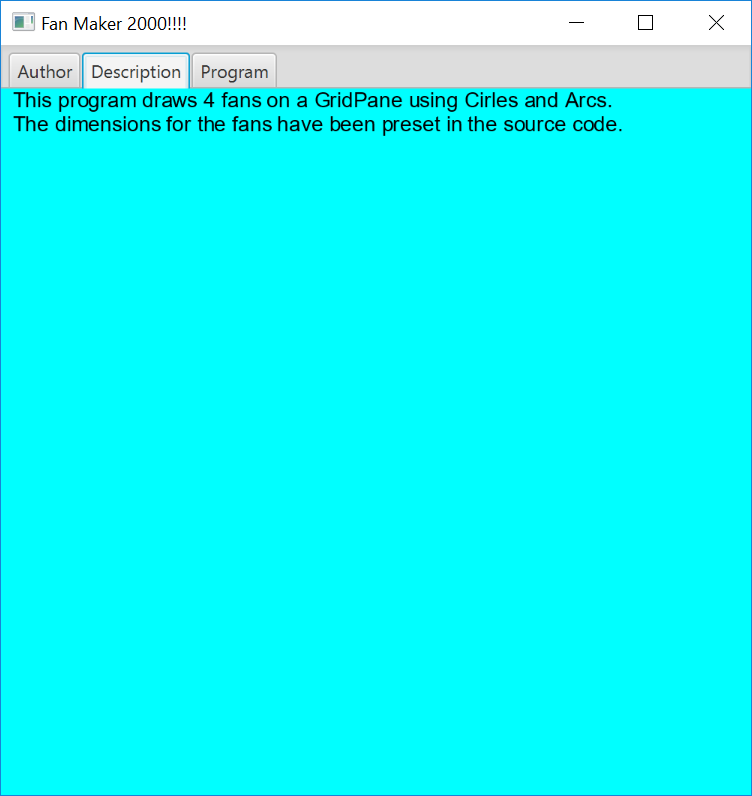 Fan Maker 2000!!!!
Author Description Program
This program draws 4 fans on a GridPane using Cirles and Arcs.
The dimensions for the fans have been preset in the source code.